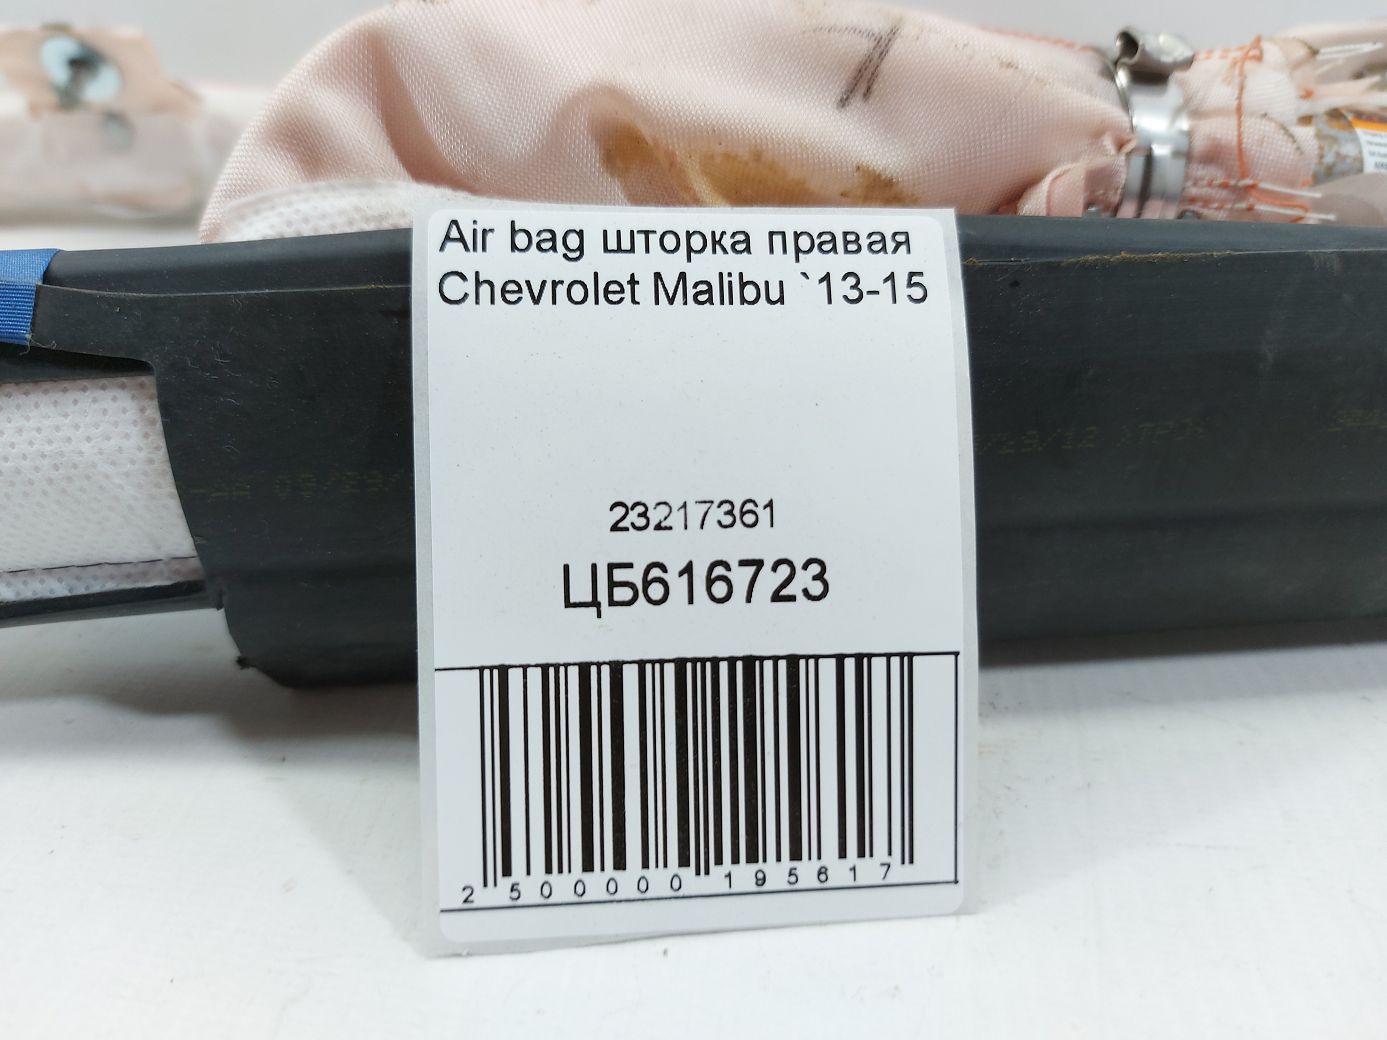 Air bag шторка правая
Chevrolet Malibu `13-15
23217361
ЦБ616723
2 500000 195617